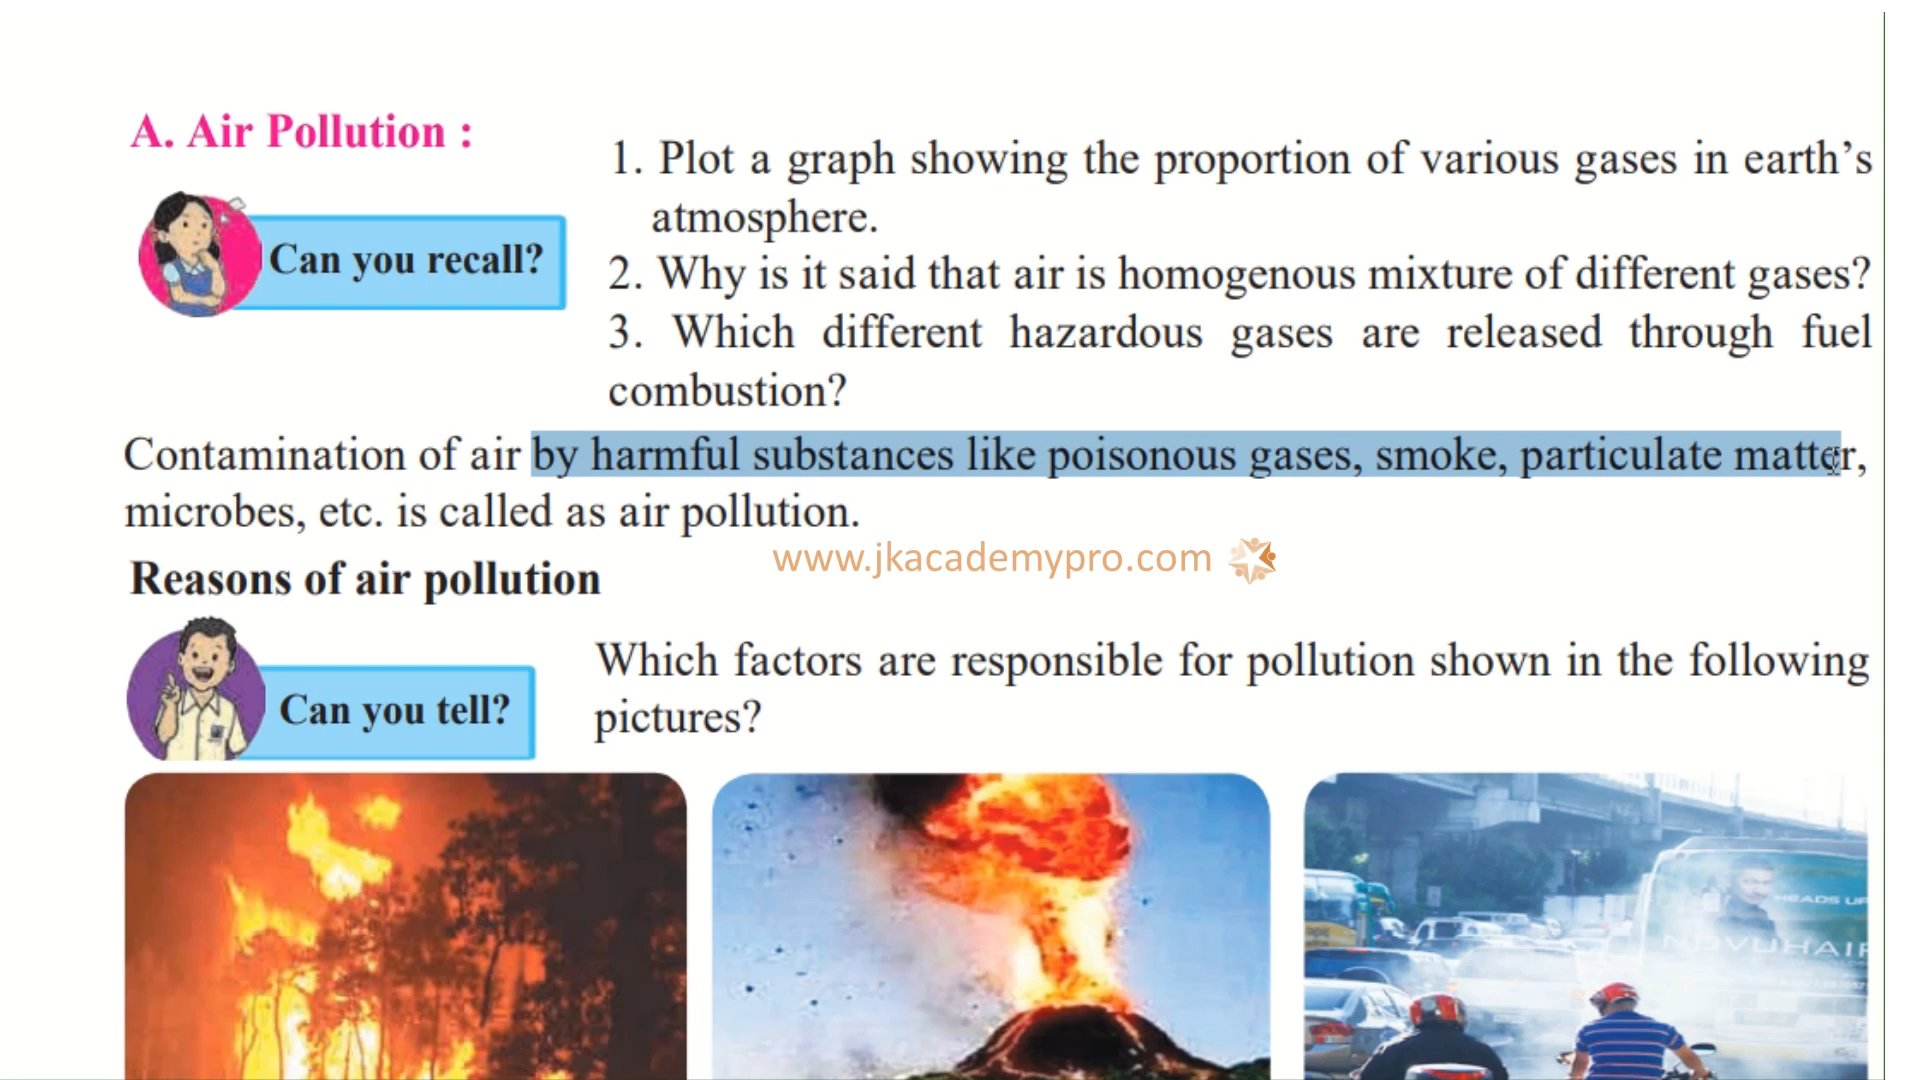 A. Air Pollution :
Can you recall?
1. Plot a graph showing the proportion of various gases in earth's
atmosphere.
2. Why is it said that air is homogenous mixture of different gases?
3. Which different hazardous gases are released through fuel
combustion?
Contamination of air by harmful substances like poisonous gases, smoke, particulate matter,
microbes, etc. is called as air pollution.
www.jkacademypro.com
Reasons of air pollution
Can you tell?
Which factors are responsible for pollution shown in the following
pictures?
HEADS UP
NOVUHAIR